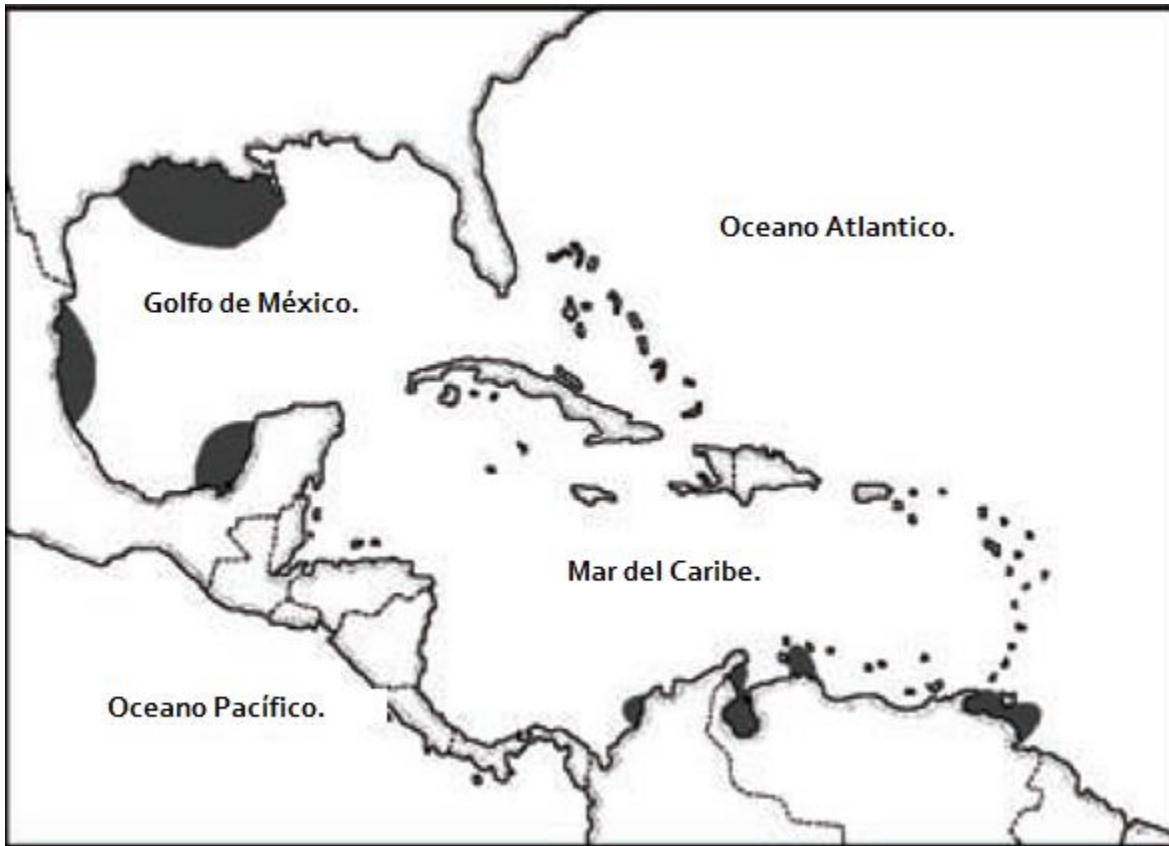 Oceano Atlantico.
Golfo de México.
Mar del Caribe.
Oceano Pacífico.